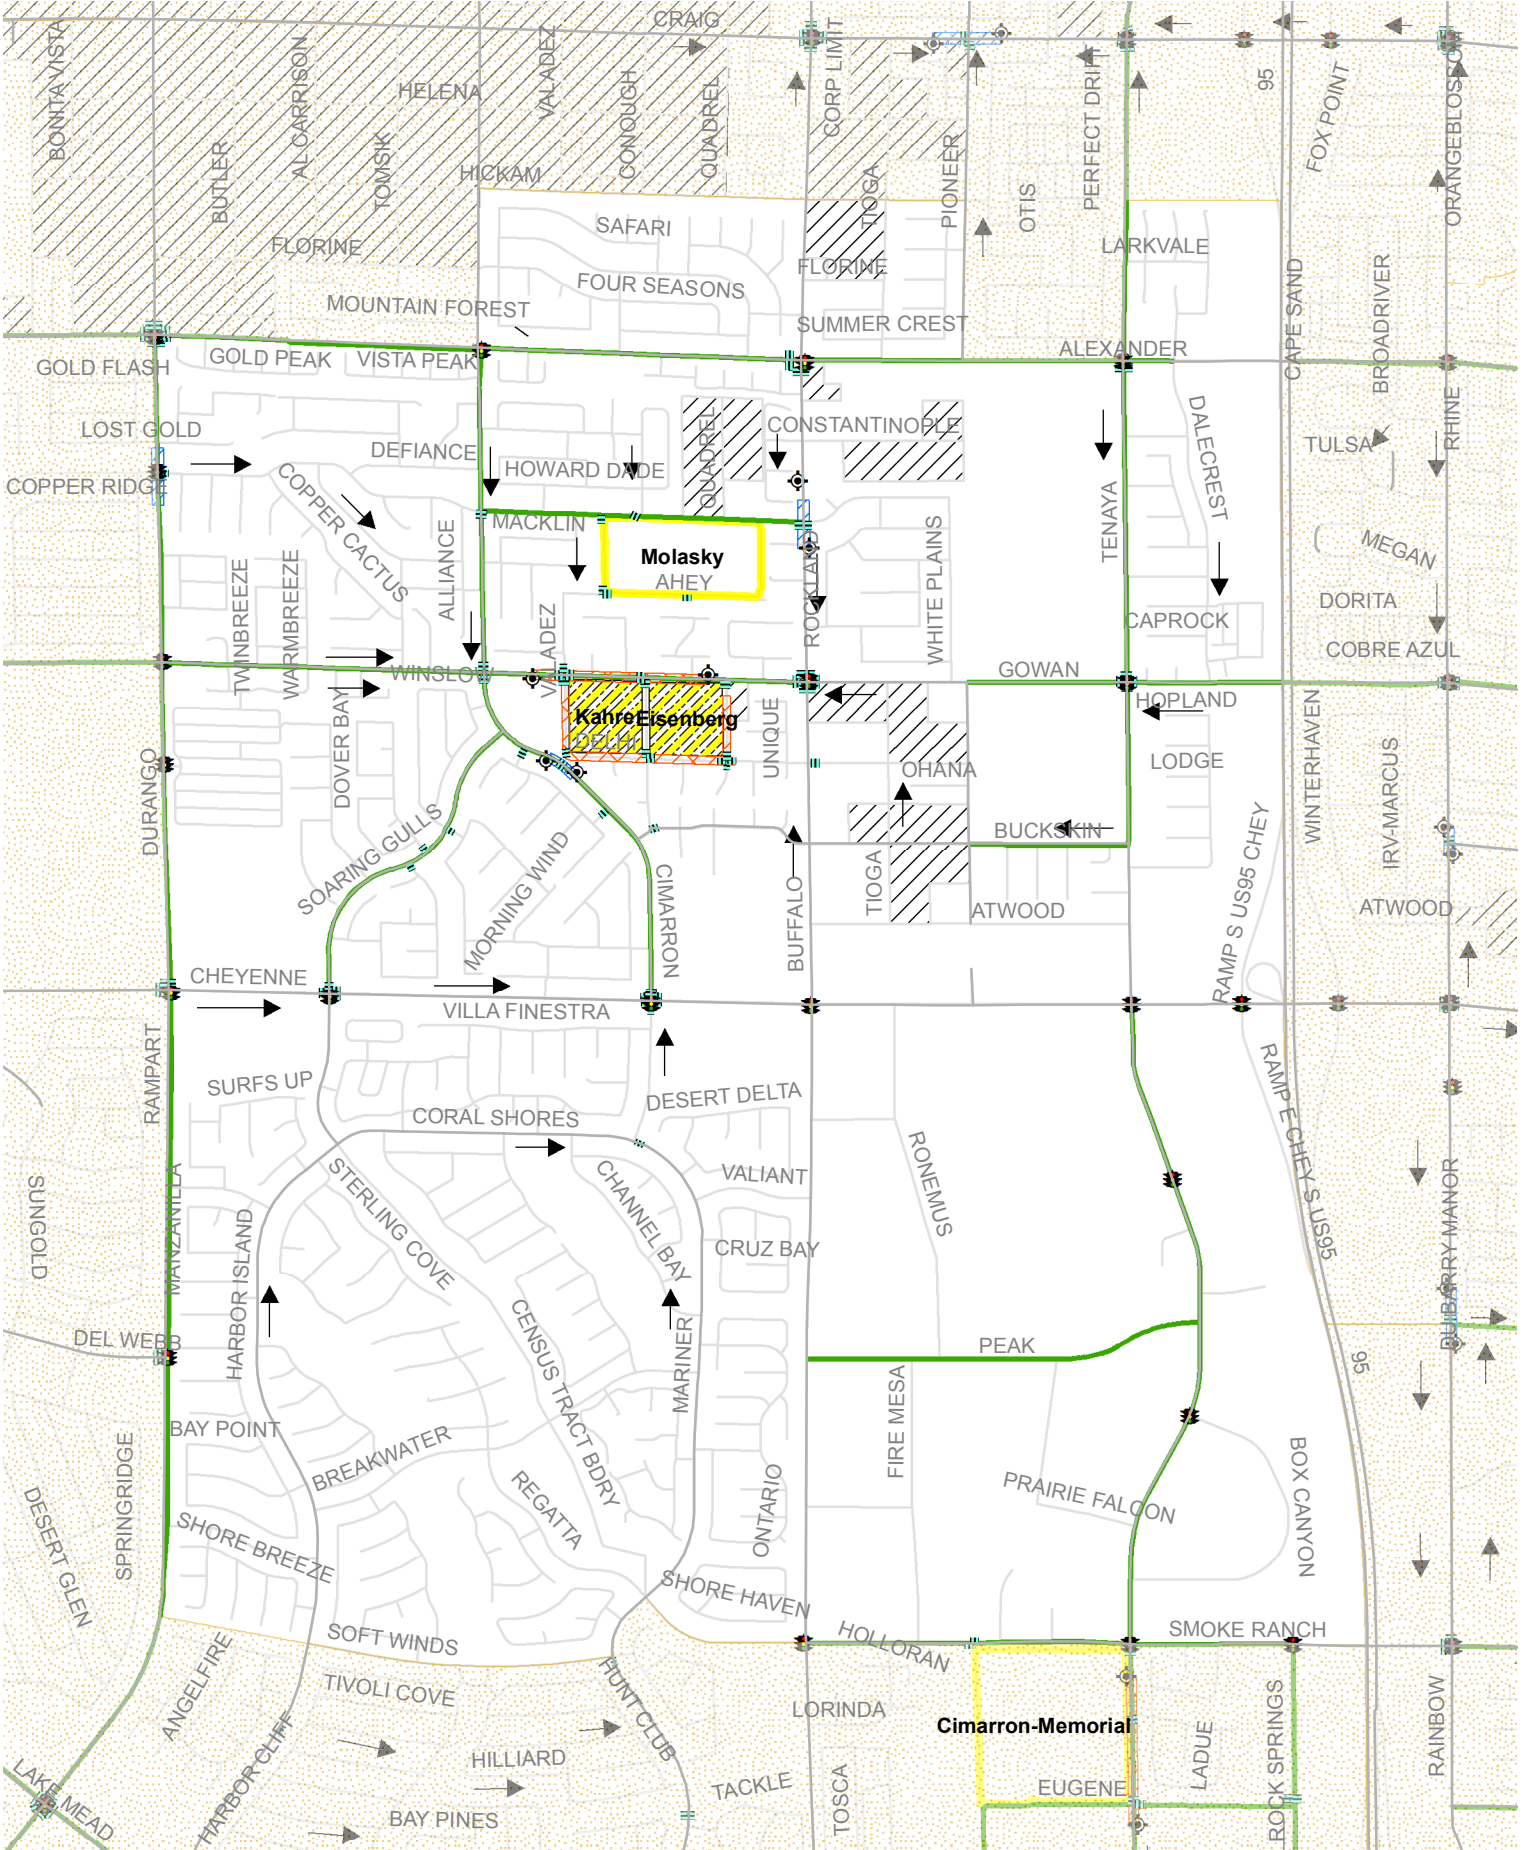 CRAIG
BONITA VISTA
AL CARRISON
VALADEZ
CONOUGH
QUADREL
CORP LIMIT
PERFECT DRIFT
95
FOX POINT
ORANGEBLOSSOM
HELENA
BUTLER
TOMSIK
HICKAM
TIOGA
PIONEER
OTIS
FLORINE
SAFARI
FLORINE
LARKVALE
FOUR SEASONS
MOUNTAIN FOREST
SUMMER CREST
CAPE SAND
BROADRIVER
GOLD FLASH
GOLD PEAK
VISTA PEAK
ALEXANDER
LOST GOLD
DEFIANCE
HOWARD DADE
QUADREL
CONSTANTINOPLE
DALECREST
TULSA
RHINE
COPPER RIDGE
COPPER CACTUS
MACKLIN
TENAYA
MEGAN
Molasky
AHEY
ALLIANCE
TWINBREEZE
WARMBREEZE
VALADEZ
ROCKLAND
WHITE PLAINS
CAPROCK
DORITA
COBRE AZUL
WINSLOW
GOWAN
HOPLAND
DOVER BAY
Kahre
Eisenberg
DELHI
UNIQUE
OHANA
LODGE
WINTERHAVEN
IRV-MARCUS
DURANGO
SOARING GULLS
MORNING WIND
CIMARRON
BUFFALO
TIOGA
BUCKSKIN
ATWOOD
RAMP S US95 CHEY
ATWOOD
CHEYENNE
VILLA FINESTRA
RAMPART
SURFS UP
CORAL SHORES
DESERT DELTA
RAMP E CHEY S US95
SUNGOLD
MANZANILLA
HARBOR ISLAND
STERLING COVE
CHANNEL BAY
VALIANT
RONEMUS
CRUZ BAY
DUBARRY MANOR
DEL WEBB
CENSUS TRACT BDRY
MARINER
PEAK
95
FIRE MESA
BAY POINT
BREAKWATER
REGATTA
ONTARIO
PRAIRIE FALCON
BOX CANYON
SPRINGRIDGE
DESERT GLEN
SHORE BREEZE
SHORE HAVEN
HOLLORAN
SMOKE RANCH
SOFT WINDS
ANGELFIRE
TIVOLI COVE
HUNT CLUB
LORINDA
Cimarron-Memorial
LADUE
ROCK SPRINGS
RAINBOW
HARBOR CLIFF
HILLIARD
TACKLE
TOSCA
EUGENE
LAKE MEAD
BAY PINES